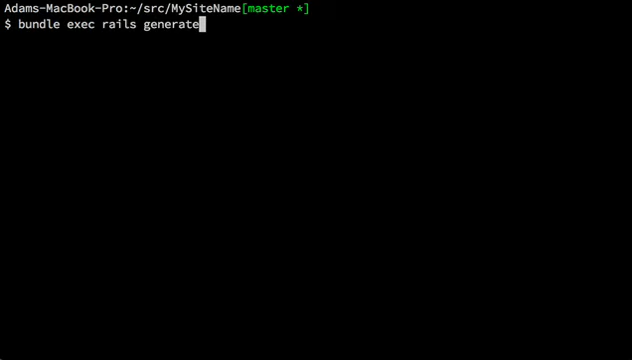 Adams-MacBook-Pro:~/src/MySiteName[master *]
$ bundle exec rails generate